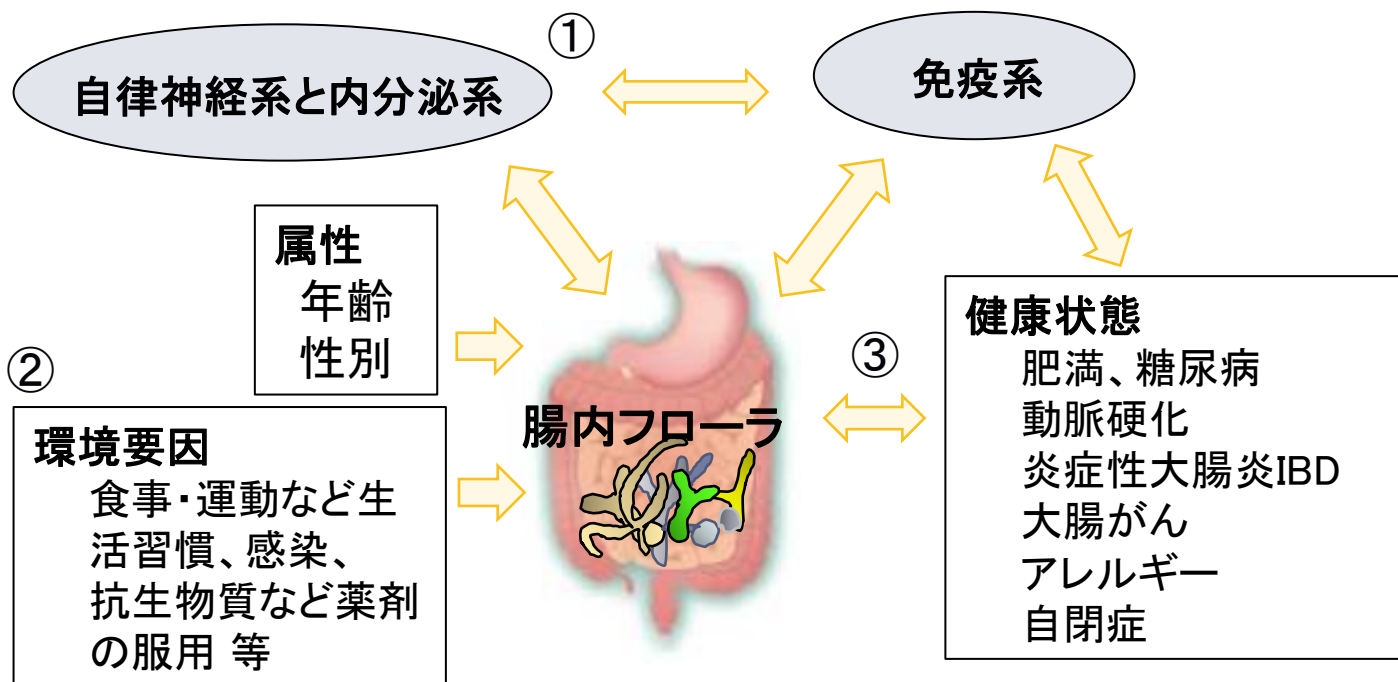 ①
自律神経系と内分泌系
免疫系
属性
年齢
性別
②
環境要因
食事・運動など生
活習慣、感染、
抗生物質など薬剤
の服用 等
腸内フローラ
③
健康状態
肥満、糖尿病
動脈硬化
炎症性大腸炎IBD
大腸がん
アレルギー
自閉症